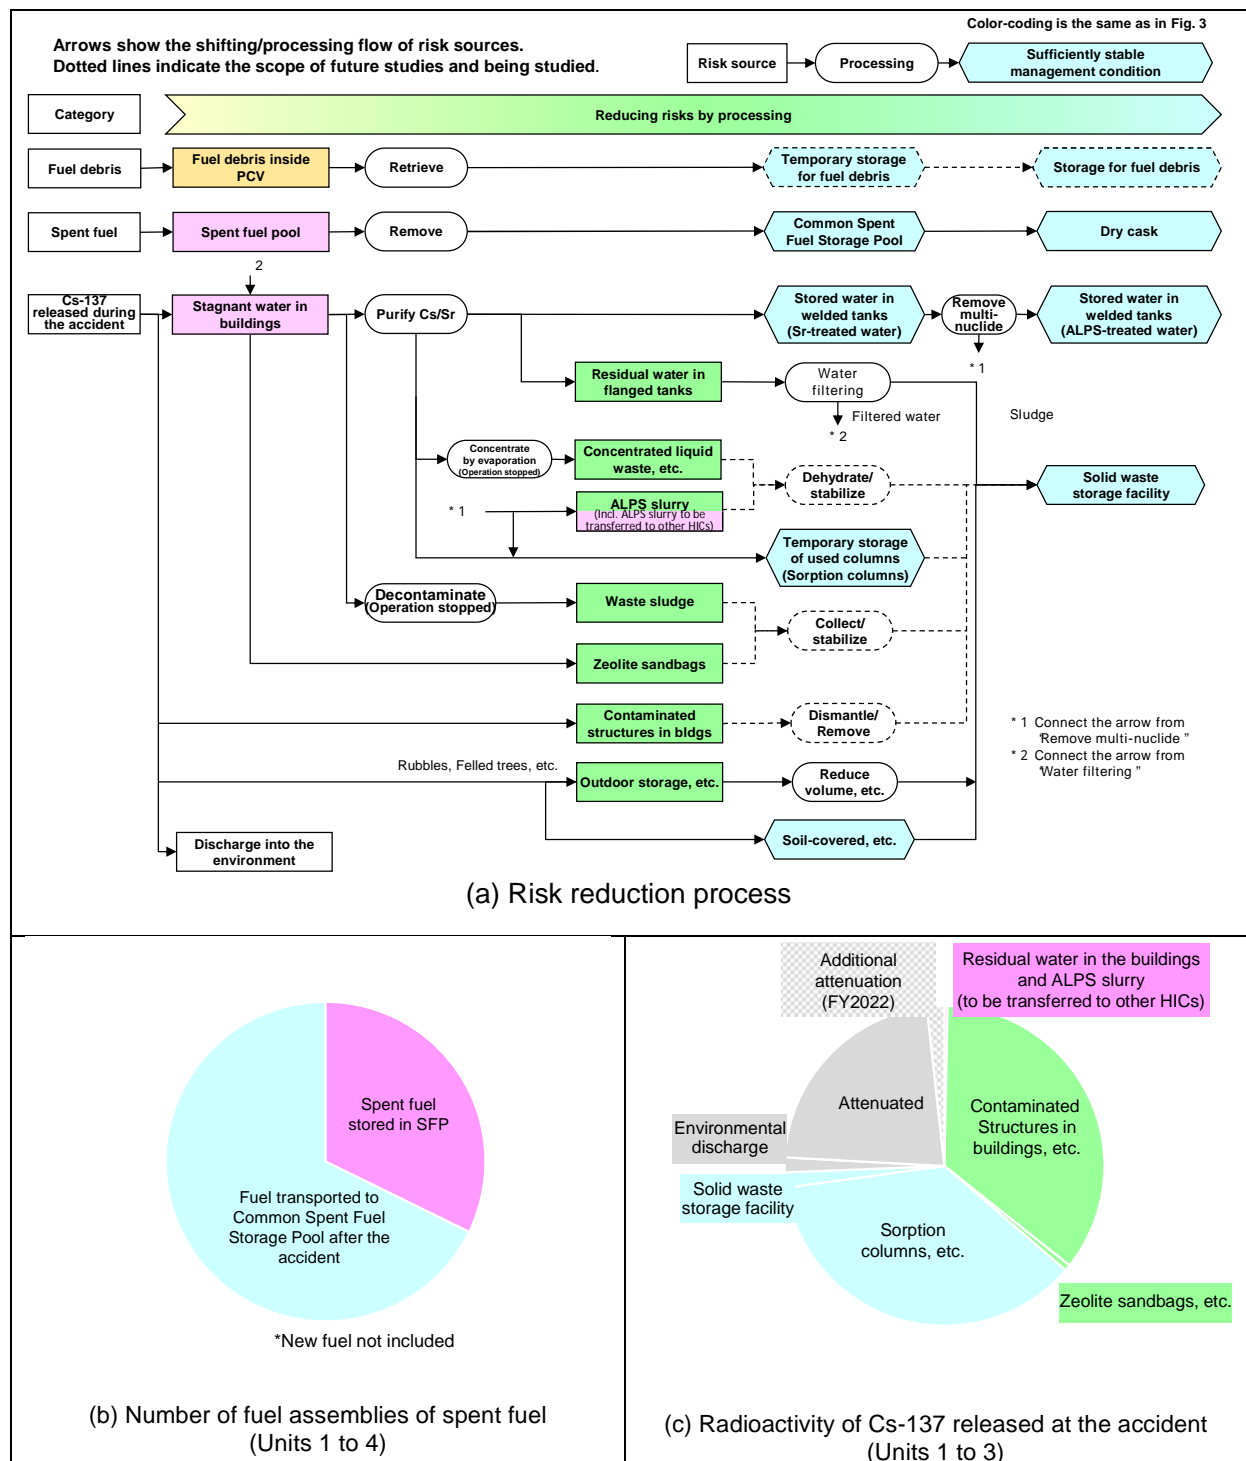 Color-coding is the same as in Fig. 3
Arrows show the shifting/processing flow of risk sources.
Dotted lines indicate the scope of future studies and being studied.
Risk source
Processing
Sufficiently stable
management condition
Category
Reducing risks by processing
Fuel debris
Fuel debris inside
PCV
Retrieve
Temporary storage
for fuel debris
Storage for fuel debris
Spent fuel
Spent fuel pool
Remove
Common Spent
Fuel Storage Pool
Dry cask
2
Cs-137
released during
the accident
Stagnant water in
buildings
Purify Cs/Sr
Stored water in
welded tanks
(Sr-treated water)
Remove
multi-
nuclide
Stored water in
welded tanks
(ALPS-treated water)
* 1
Residual water in
flanged tanks
Water
filtering
Filtered water
* 2
Sludge
Concentrate
by evaporation
(Operation stopped)
Concentrated liquid
waste, etc.
Dehydrate/
stabilize
Solid waste
storage facility
* 1
ALPS slurry
(Incl. ALPS slurry to be
transferred to other HICs)
Temporary storage
of used columns
(Sorption columns)
Decontaminate
(Operation stopped)
Waste sludge
Collect/
stabilize
Zeolite sandbags
Contaminated
structures in bldgs
Dismantle/
Remove
* 1 Connect the arrow from
“Remove multi-nuclide ”
* 2 Connect the arrow from
“Water filtering ”
Rubbles, Felled trees, etc.
Outdoor storage, etc.
Reduce
volume, etc.
Soil-covered, etc.
Discharge into the
environment
(a) Risk reduction process
Spent fuel
stored in SFP
Fuel transported to
Common Spent Fuel
Storage Pool after the
accident
*New fuel not included
(b) Number of fuel assemblies of spent fuel
(Units 1 to 4)
Additional
attenuation
(FY2022)
Residual water in the buildings
and ALPS slurry
(to be transferred to other HICs)
Attenuated
Contaminated
Structures in
buildings, etc.
Environmental
discharge
Solid waste
storage facility
Sorption
columns, etc.
Zeolite sandbags, etc.
(c) Radioactivity of Cs-137 released at the accident
(Units 1 to 3)